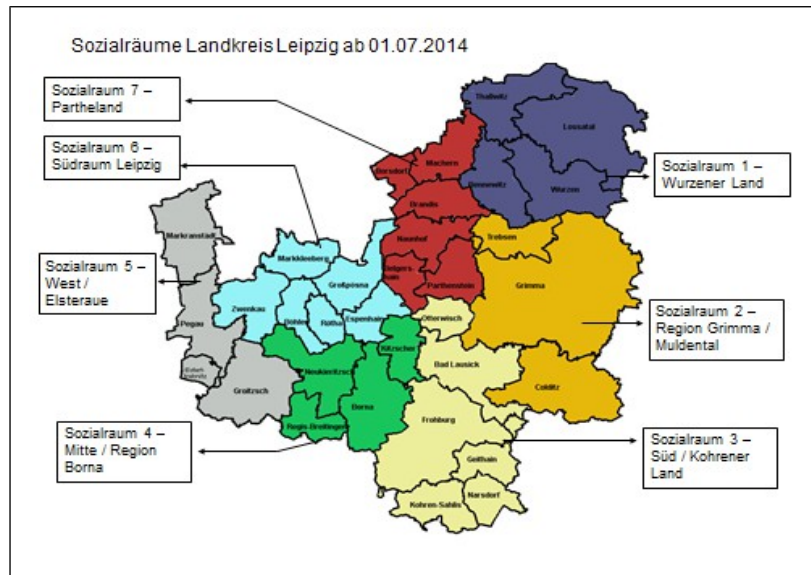 Sozialräume Landkreis Leipzig ab 01.07.2014
Sozialraum 7 –
Partheland
Sozialraum 6 –
Südraum Leipzig
Sozialraum 5 –
West /
Elsteraue
Sozialraum 4 –
Mitte / Region
Borna
Sozialraum 1 –
Wurzener Land
Sozialraum 2 –
Region Grimma /
Muldental
Sozialraum 3 –
Süd / Kohrener
Land
Thallwitz
Lossatal
Machern
Borsdorf
Bennewitz
Wurzen
Brandis
Markranstädt
Naunhof
Trebsen
Markkleeberg
Belgers-
hain
Großpösna
Parthenstein
Grimma
Zwenkau
Böhlen
Rötha
Espenhain
Otterwisch
Pegau
Kitzscher
Bad Lausick
Neukieritzsch
Groitzsch
Borna
Colditz
Frohburg
Regis-Breitingen
Geithain
Kohren-Sahlis
Narsdorf